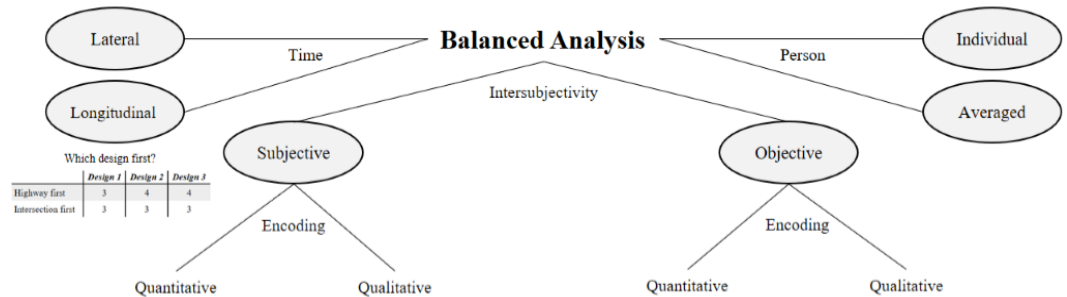 Lateral
Balanced Analysis
Individual
Time
Person
Intersubjectivity
Longitudinal
Averaged
Which design first?
Design 1 Design 2 Design 3
Highway first 3 4 4
Intersection first 3 3 3
Subjective
Objective
Encoding
Encoding
Quantitative
Qualitative
Quantitative
Qualitative